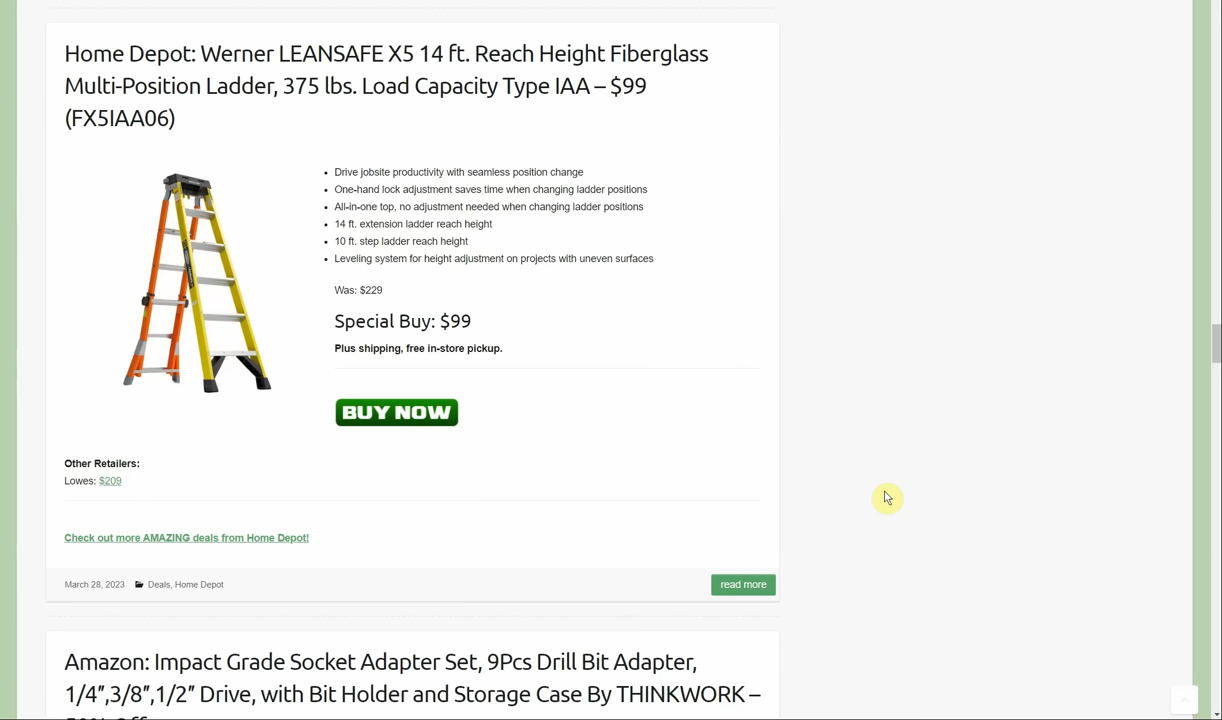 Home Depot: Werner LEANSAFE X5 14 ft. Reach Height Fiberglass
Multi-Position Ladder, 375 lbs. Load Capacity Type IAA – $99
(FX5IAA06)
• Drive jobsite productivity with seamless position change
• One-hand lock adjustment saves time when changing ladder positions
• All-in-one top, no adjustment needed when changing ladder positions
• 14 ft. extension ladder reach height
• 10 ft. step ladder reach height
• Leveling system for height adjustment on projects with uneven surfaces
Was: $229
Special Buy: $99
Plus shipping, free in-store pickup.
BUY NOW
Other Retailers:
Lowes: $209
Check out more AMAZING deals from Home Depot!
March 28, 2023 Deals, Home Depot
read more
Amazon: Impact Grade Socket Adapter Set, 9Pcs Drill Bit Adapter,
1/4″,3/8″,1/2″ Drive, with Bit Holder and Storage Case By THINKWORK –